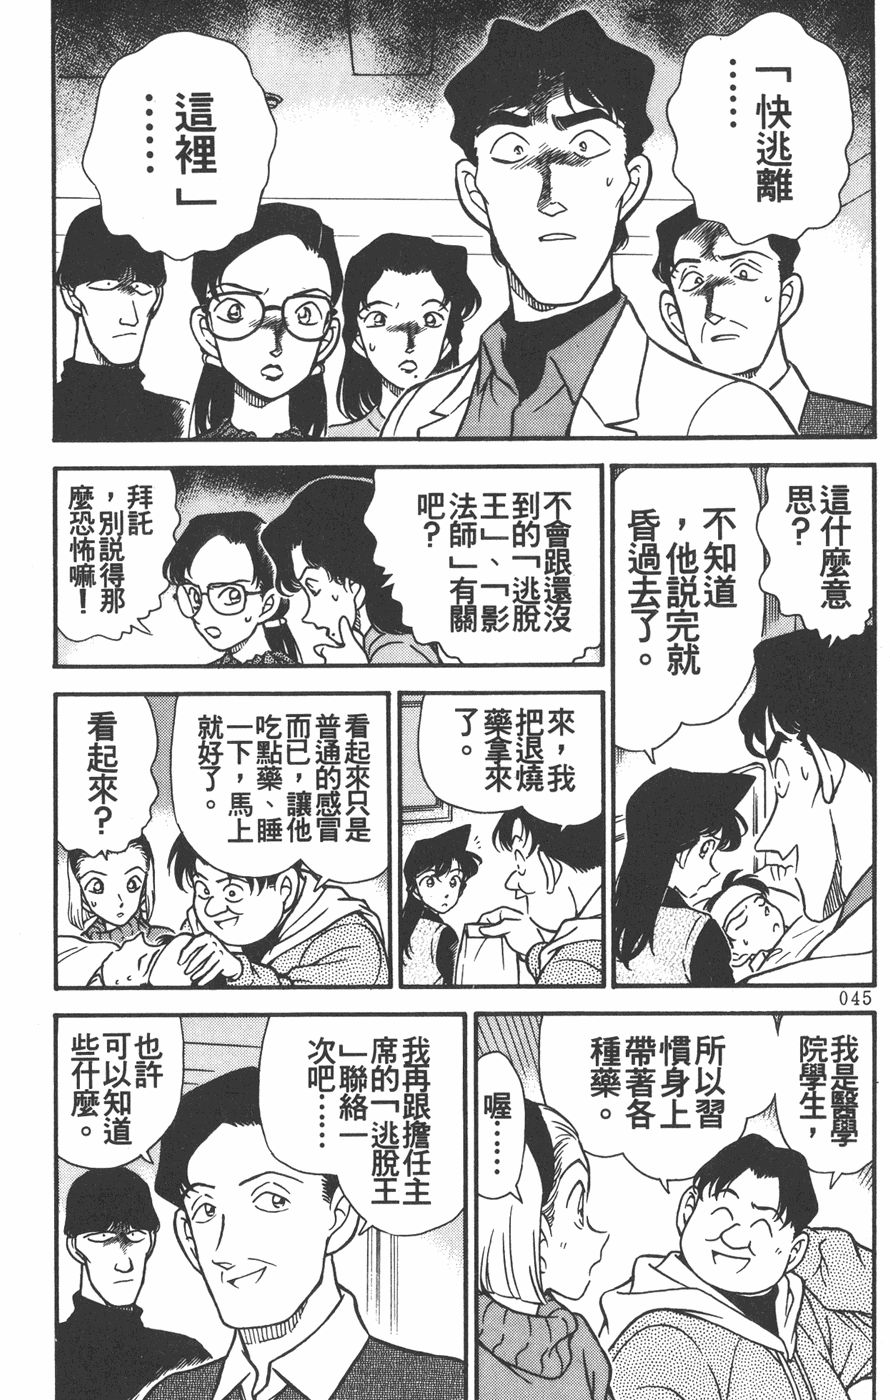 「快逃離
……
這裡」
……
這什麼意
思?
不知道
,他說完就
昏過去了。
不會跟還沒
到的「逃脫
王」、「影
法師」有關
吧?
拜託
,別說得那
麼恐怖嘛!
來,我
把退燒
藥拿來
了。
看起來只是
普通的感冒
而已,讓他
吃點藥、睡
一下,馬上
就好了。
看起來?
045
我是醫學
院學生,
所以習
慣身上
帶著各
種藥。
喔……
我再跟擔任主
席的「逃脫王
」聯絡一
次吧……
也許
可以知道
些什麼。